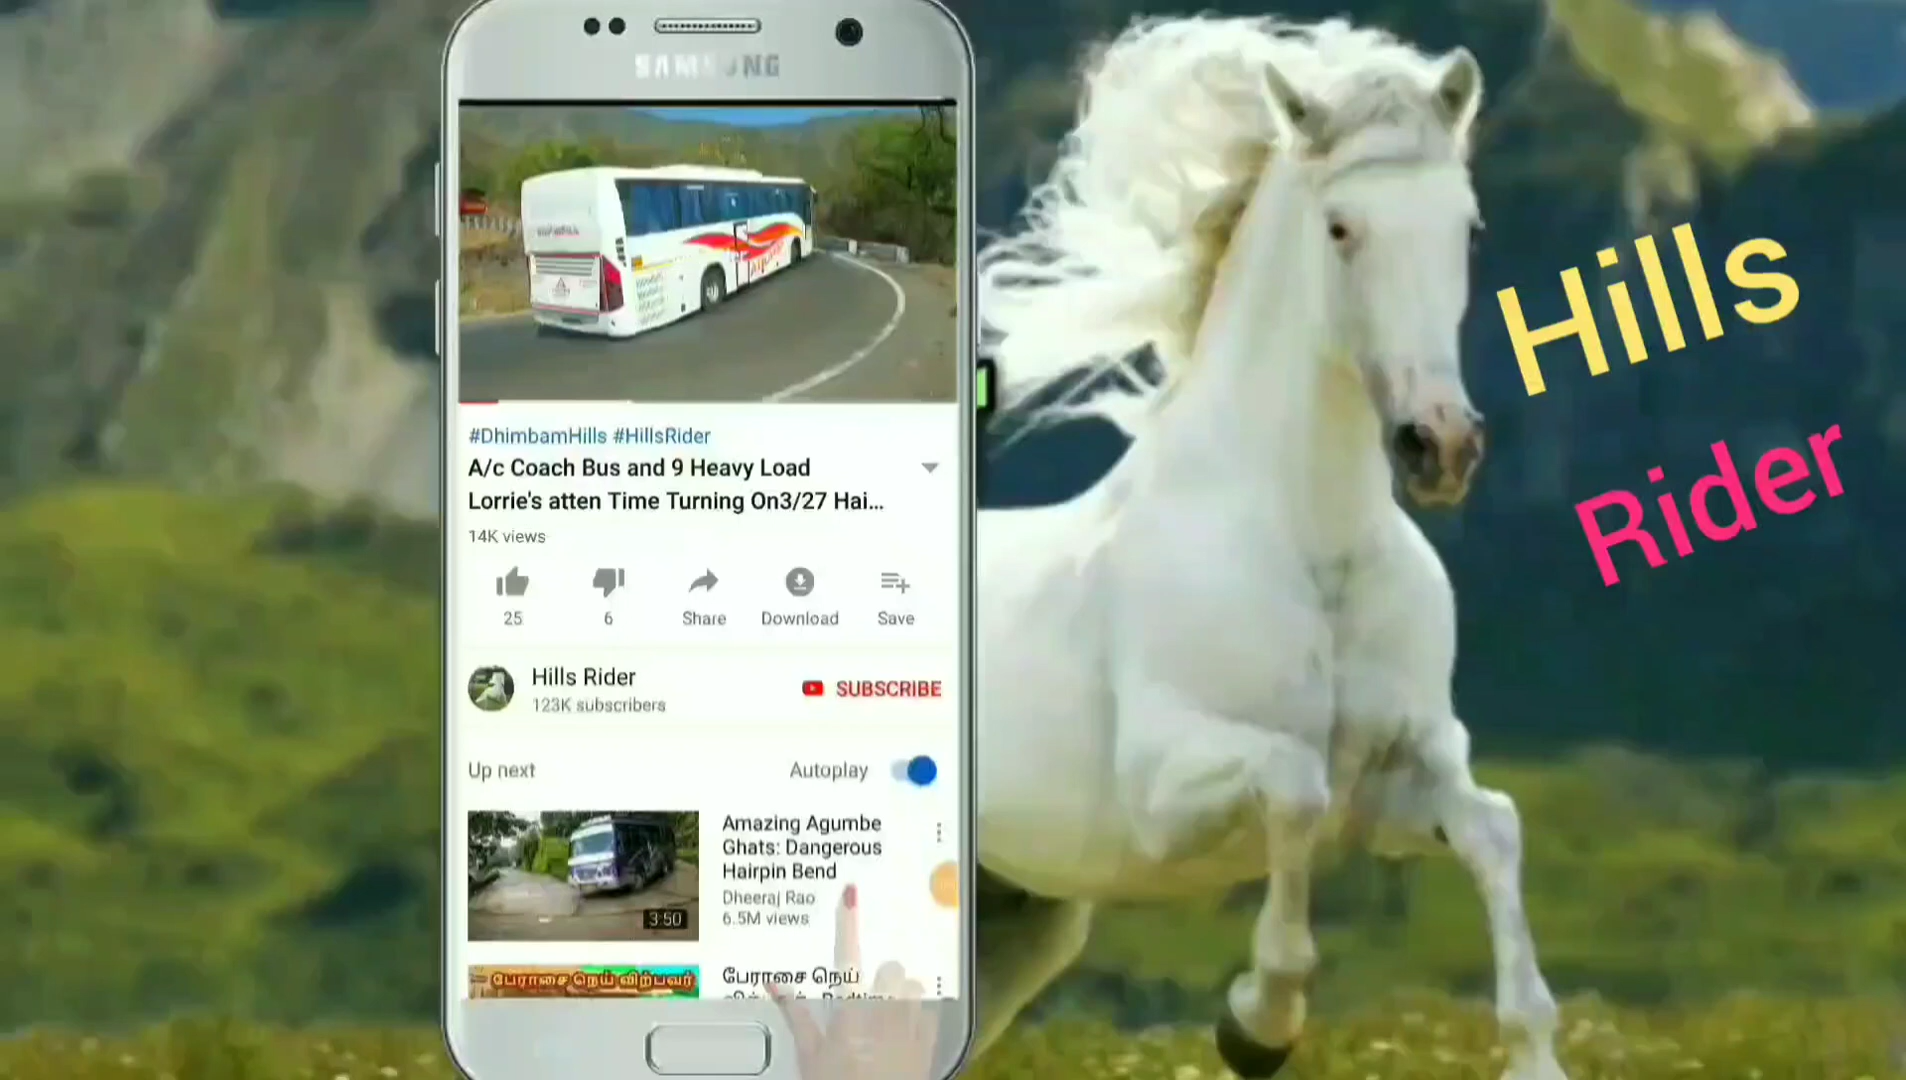 SAMSUNG
#DhimbamHills #HillsRider
A/c Coach Bus and 9 Heavy Load
Lorrie's atten Time Turning On3/27 Hai...
14K views
25
6
Share
Download
Save
Hills Rider
123K subscribers
SUBSCRIBE
Up next
Autoplay
Amazing Agumbe
Ghats: Dangerous
Hairpin Bend
Dheeraj Rao
6.5M views
3:50
பேராசை நெய் விற்பவர்
பேராசை நெய்
Hills
Rider